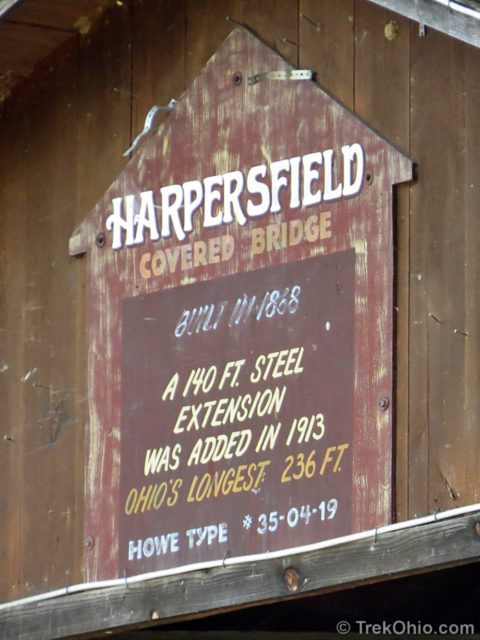 HARPERSFIELD
COVERED BRIDGE
BUILT IN 1868
A 140 FT. STEEL
EXTENSION
WAS ADDED IN 1913
OHIO'S LONGEST 236 FT.
HOWE TYPE #35-04-19
© TrekOhio.com